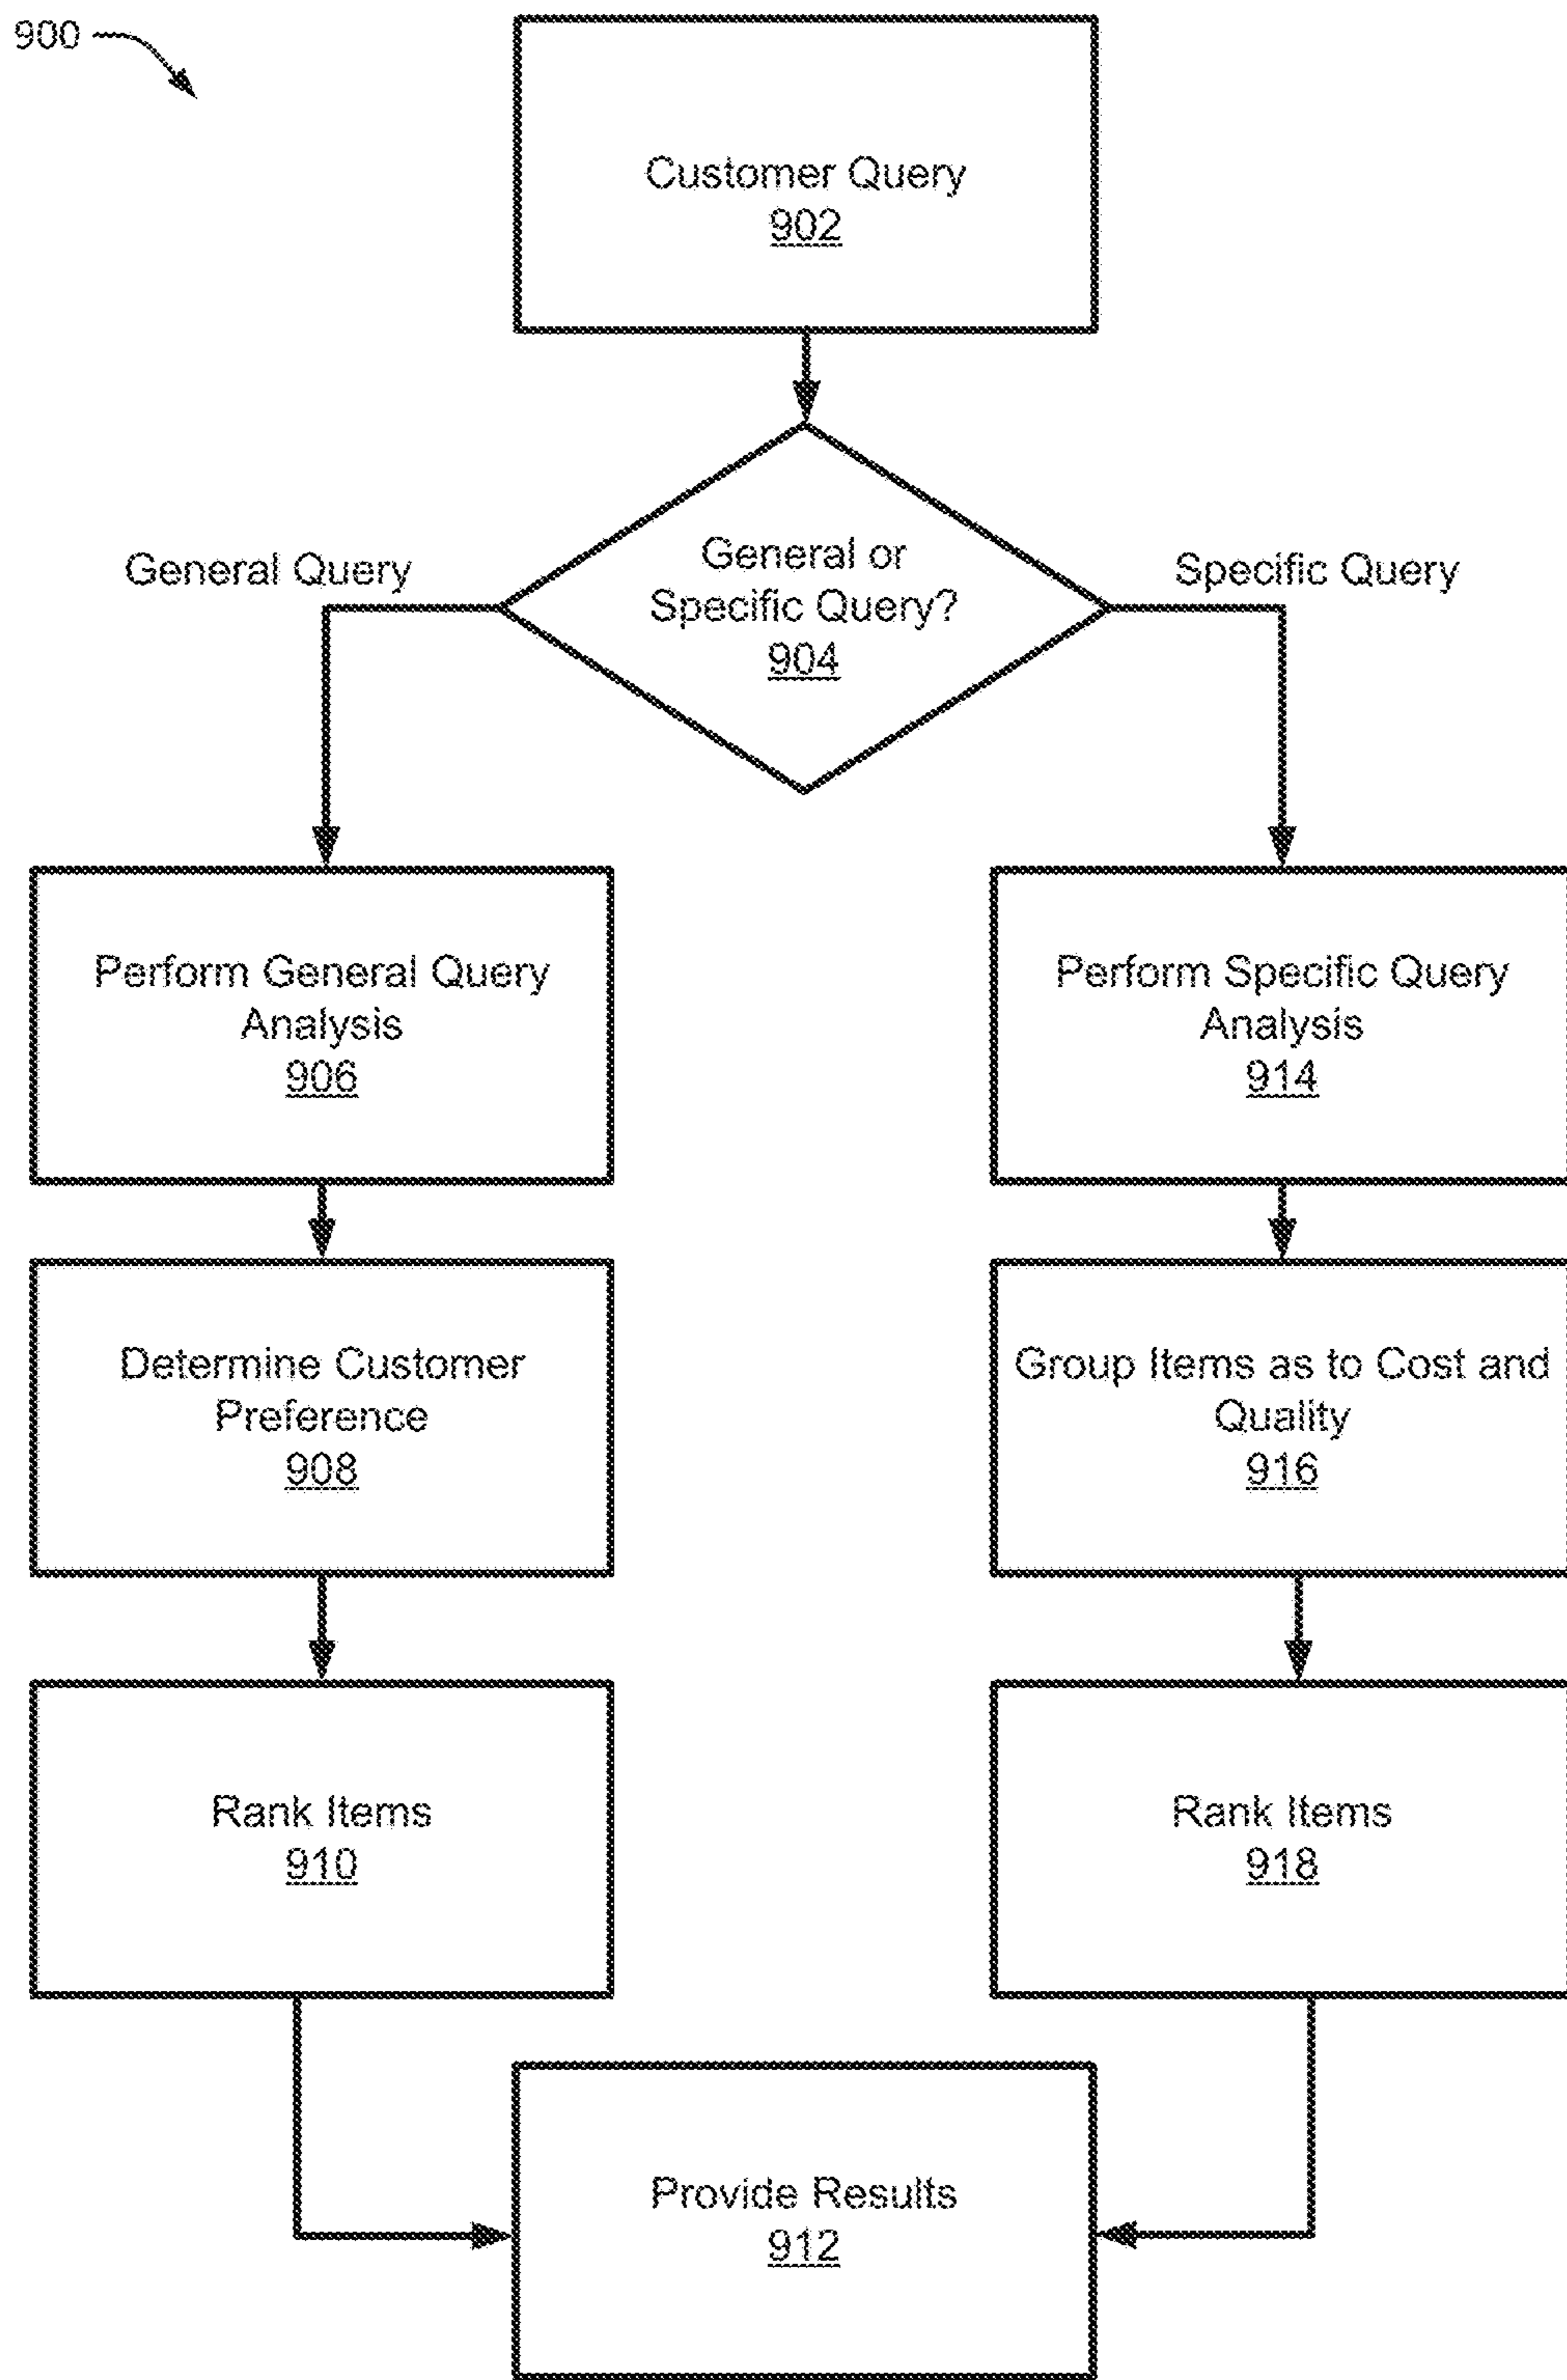 900
Customer Query
902
General or
Specific Query?
904
General Query
Specific Query
Perform General Query
Analysis
906
Perform Specific Query
Analysis
914
Determine Customer
Preference
908
Group Items as to Cost and
Quality
916
Rank Items
910
Rank Items
918
Provide Results
912